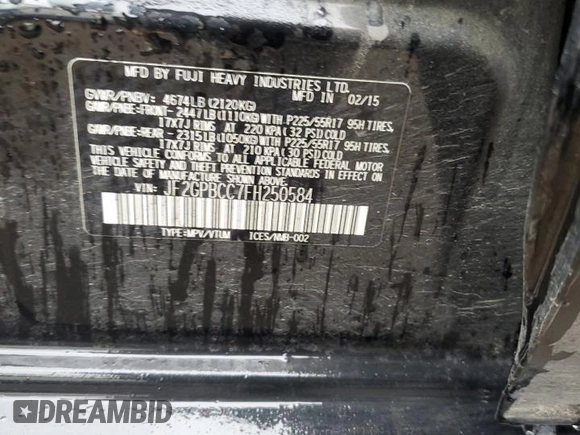 MFD BY FUJI HEAVY INDUSTRIES LTD.
MFD IN 02/15
GVWR/PNBV: 4674LB(2120KG)
GAWR/PNBE:FRONT- 2447LB(1110KG)WITH P225/55R17 95H TIRES,
17X7J RIMS AT 220 KPA(32 PSI)COLD
GAWR/PNBE:REAR - 2315LB(1050KG)WITH P225/55R17 95H TIRES,
17X7J RIMS AT 210 KPA(30 PSI)COLD
THIS VEHICLE CONFORMS TO ALL APPLICABLE FEDERAL MOTOR
VEHICLE SAFETY AND THEFT PREVENTION STANDARDS IN EFFECT
ON THE DATE OF MANUFACTURE SHOWN ABOVE.
VIN: JF2GPBCC7FH250584
TYPE:MPV/VTUM ICES/NMB-002
DREAMBID